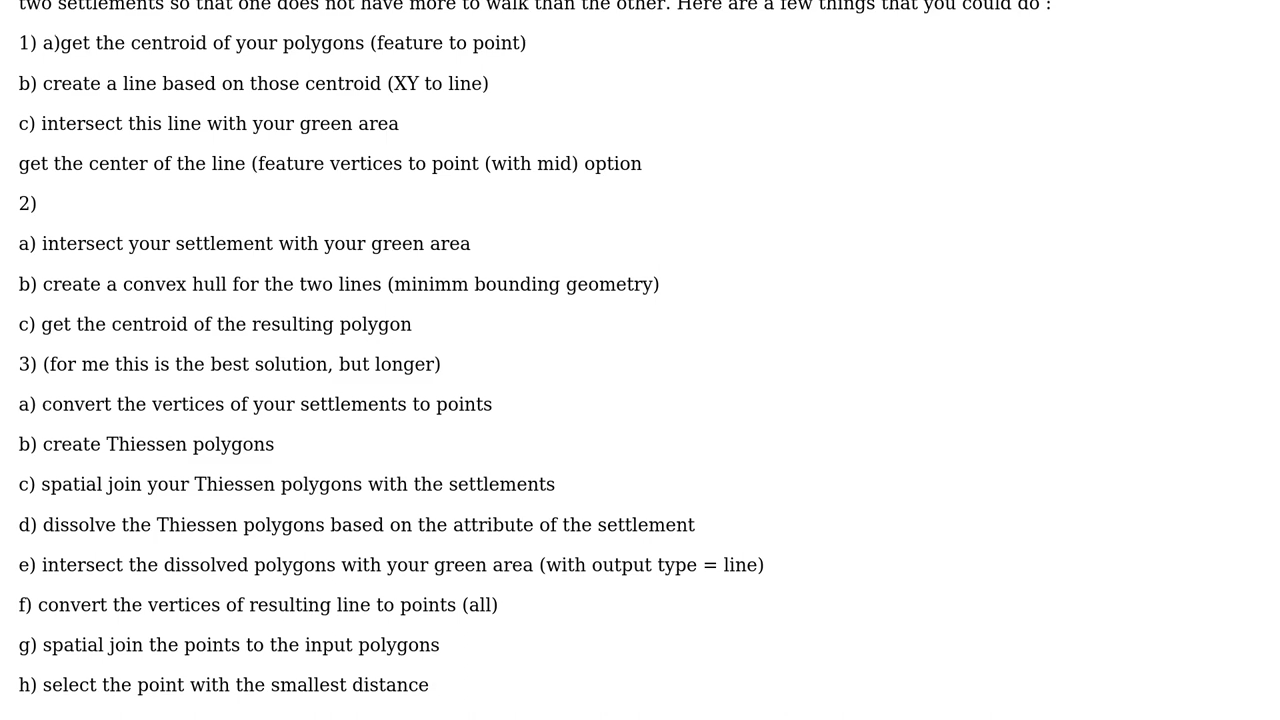 two settlements so that one does not have more to walk than the other. Here are a few things that you could do :
1) a)get the centroid of your polygons (feature to point)
b) create a line based on those centroid (XY to line)
c) intersect this line with your green area
get the center of the line (feature vertices to point (with mid) option
2)
a) intersect your settlement with your green area
b) create a convex hull for the two lines (minimm bounding geometry)
c) get the centroid of the resulting polygon
3) (for me this is the best solution, but longer)
a) convert the vertices of your settlements to points
b) create Thiessen polygons
c) spatial join your Thiessen polygons with the settlements
d) dissolve the Thiessen polygons based on the attribute of the settlement
e) intersect the dissolved polygons with your green area (with output type = line)
f) convert the vertices of resulting line to points (all)
g) spatial join the points to the input polygons
h) select the point with the smallest distance